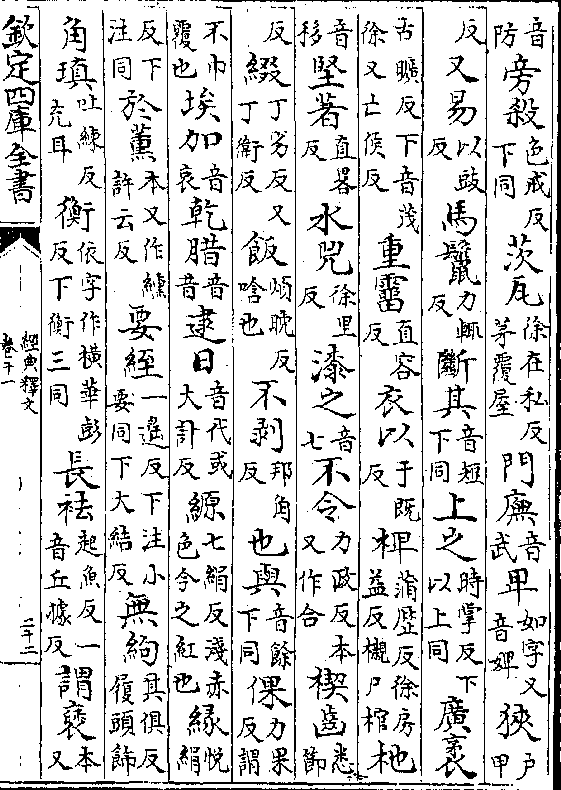 音防旁殺色戒反下同茨瓦徐在私反茅覆屋門廡音武卑如字又音婢狹戶甲
反又易以豉反馬鬛力輒反斷其音短下同上之時掌反下以上同廣袤
古曠反下音茂徐又亡侯反重霤直容反衣以于既反椑蒲歷反徐房益反櫬尸棺杝
音移堅著直畧反水兕徐里反漆之音七不令力政反本又作合楔齒悉節
反綴丁劣反又丁衛反飯煩晚反唅也不剥邦角反也與音餘下同倮力果反謂
不巾覆也埃加音哀乾腊音昔逮日音代或大計反縓七絹反淺赤色今之紅也緣悅絹
反下注同於薰本又作纁許云反要絰一遙反下注小要同下大結反無絇其俱反履頭飾
角瑱吐練反充耳衡依字作横華彭反下衡三同長袪起魚反一音丘據反謂褎本又
欽定四庫全書
經典釋文
卷十一
二十二